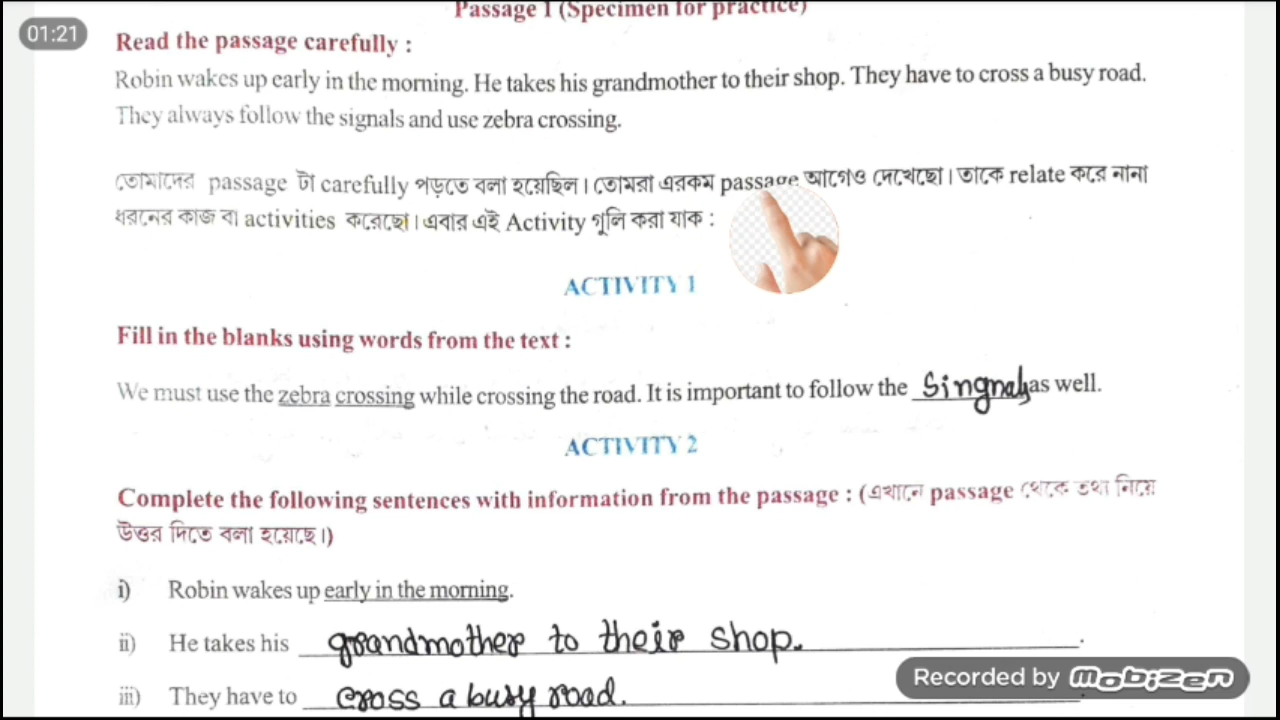 Passage 1 (Specimen for practice)
01:21
Read the passage carefully :
Robin wakes up early in the morning. He takes his grandmother to their shop. They have to cross a busy road.
They always follow the signals and use zebra crossing.
তোমাদের passage টা carefully পড়তে বলা হয়েছিল। তোমরা এরকম passage আগেও দেখেছো। তাকে relate করে নানা
ধরনের কাজ বা activities করেছো। এবার এই Activity গুলি করা যাক :
ACTIVITY 1
Fill in the blanks using words from the text :
We must use the zebra crossing while crossing the road. It is important to follow the Singnals as well.
ACTIVITY 2
Complete the following sentences with information from the passage : (এখানে passage থেকে তথ্য নিয়ে
উত্তর দিতে বলা হয়েছে।)
i) Robin wakes up early in the morning.
ii) He takes his grandmother to their shop.
iii) They have to cross a busy road.
Recorded by mobizen